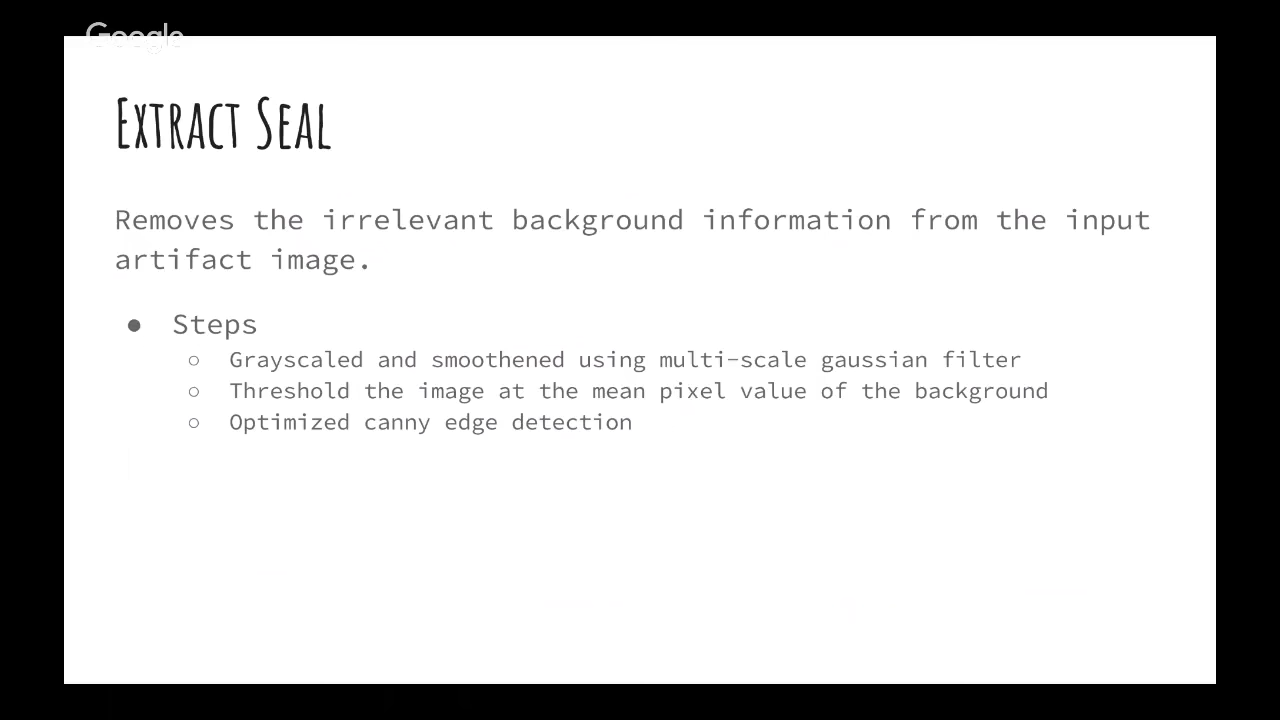 Google
Extract Seal
Removes the irrelevant background information from the input
artifact image.
● Steps
○ Grayscaled and smoothened using multi-scale gaussian filter
○ Threshold the image at the mean pixel value of the background
○ Optimized canny edge detection